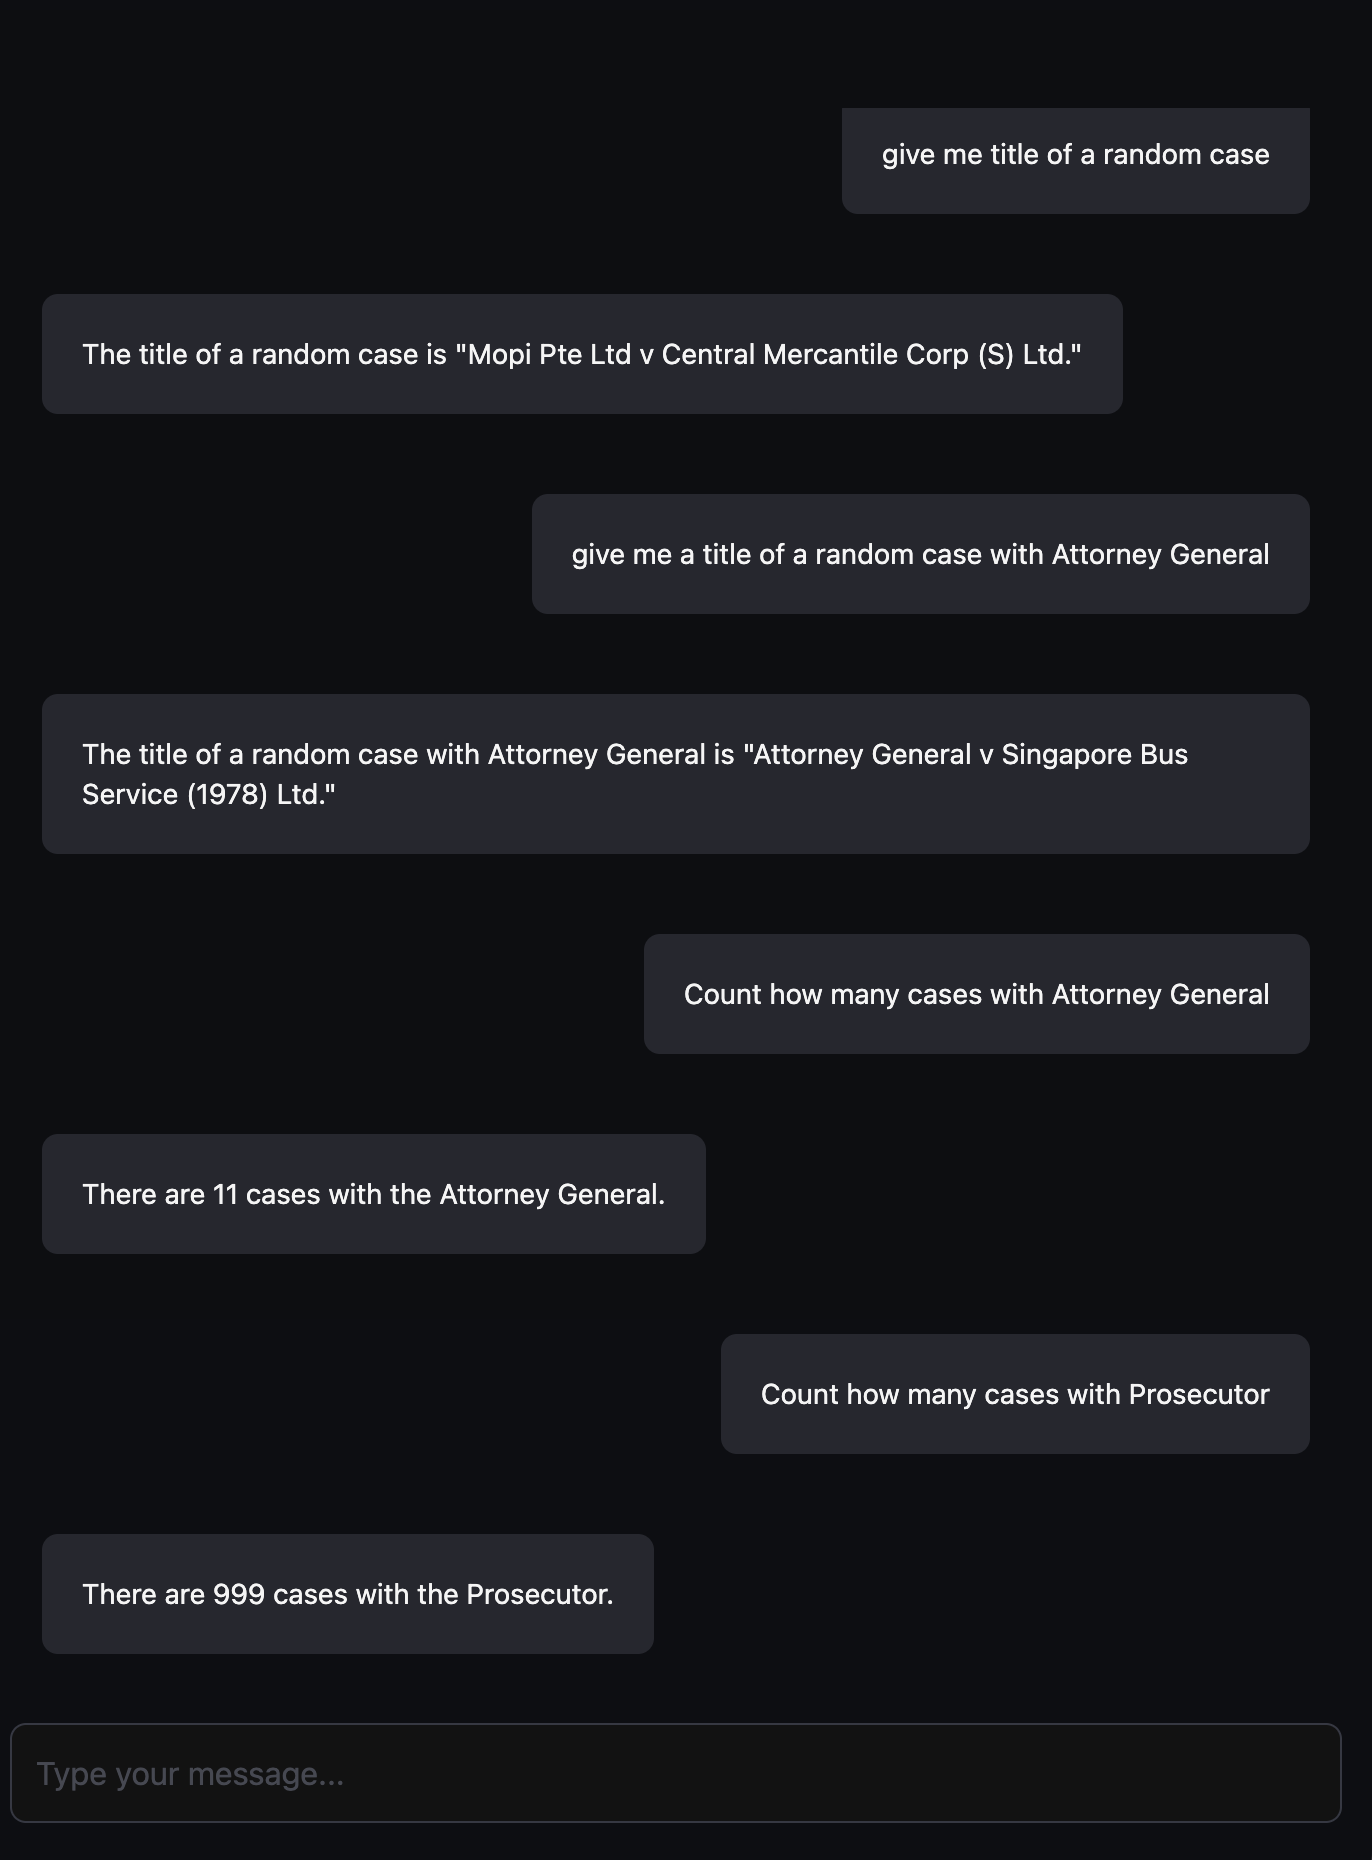 give me title of a random case
The title of a random case is "Mopi Pte Ltd v Central Mercantile Corp (S) Ltd."
give me a title of a random case with Attorney General
The title of a random case with Attorney General is "Attorney General v Singapore Bus
Service (1978) Ltd."
Count how many cases with Attorney General
There are 11 cases with the Attorney General.
Count how many cases with Prosecutor
There are 999 cases with the Prosecutor.
Type your message...